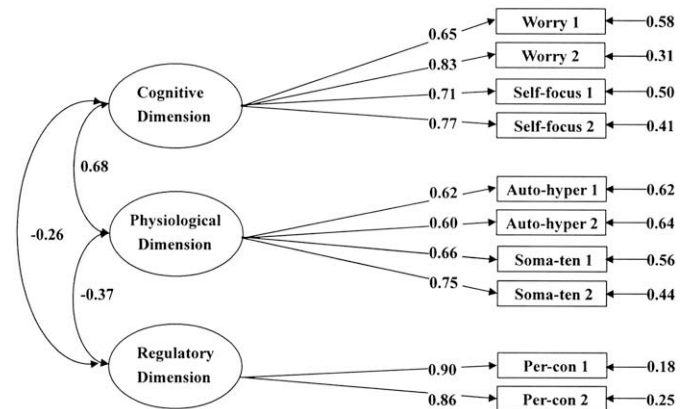 Cognitive
Dimension
Physiological
Dimension
Regulatory
Dimension
0.68
-0.26
-0.37
0.65
0.83
0.71
0.77
0.62
0.60
0.66
0.75
0.90
0.86
Worry 1
0.58
Worry 2
0.31
Self-focus 1
0.50
Self-focus 2
0.41
Auto-hyper 1
0.62
Auto-hyper 2
0.64
Soma-ten 1
0.56
Soma-ten 2
0.44
Per-con 1
0.18
Per-con 2
0.25